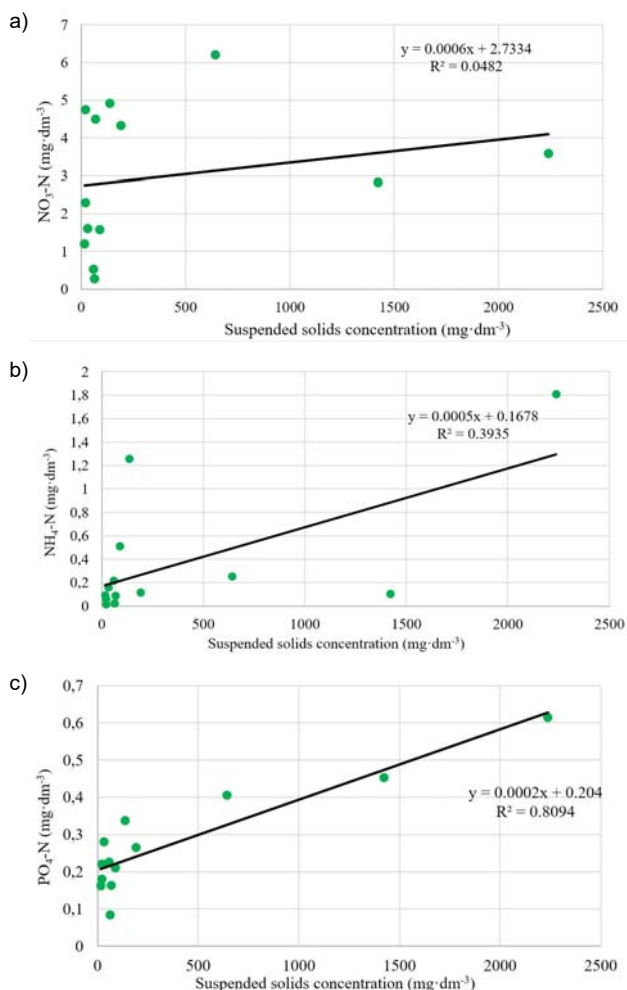 a)
7
6
5
4
3
2
1
0
NO₃-N (mg·dm⁻³)
y = 0.0006x + 2.7334
R² = 0.0482
0 500 1000 1500 2000 2500
Suspended solids concentration (mg·dm⁻³)
b)
2
1,8
1,6
1,4
1,2
1
0,8
0,6
0,4
0,2
0
NH₄-N (mg·dm⁻³)
y = 0.0005x + 0.1678
R² = 0.3935
0 500 1000 1500 2000 2500
Suspended solids concentration (mg·dm⁻³)
c)
0,7
0,6
0,5
0,4
0,3
0,2
0,1
0
PO₄-N (mg·dm⁻³)
y = 0.0002x + 0.204
R² = 0.8094
0 500 1000 1500 2000 2500
Suspended solids concentration (mg·dm⁻³)